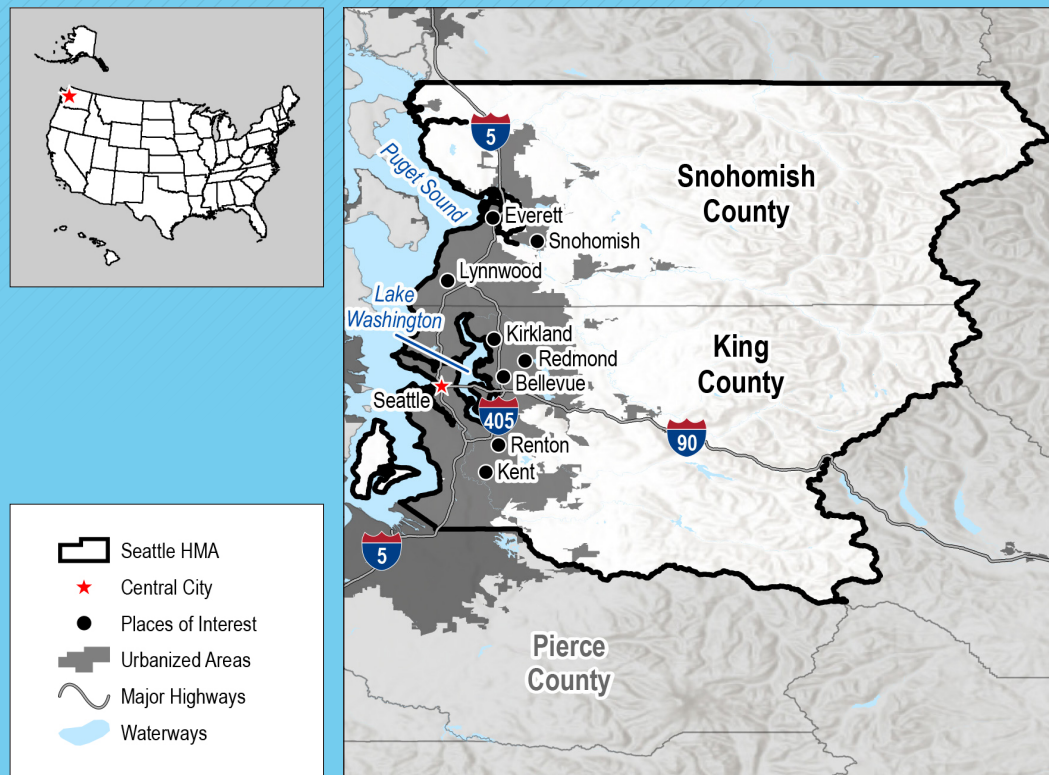 5
Puget Sound
Snohomish
County
Everett
Snohomish
Lynnwood
Lake
Washington
Kirkland
Redmond
King
County
Bellevue
Seattle
405
90
Renton
Kent
5
Pierce
County
Seattle HMA
Central City
Places of Interest
Urbanized Areas
Major Highways
Waterways